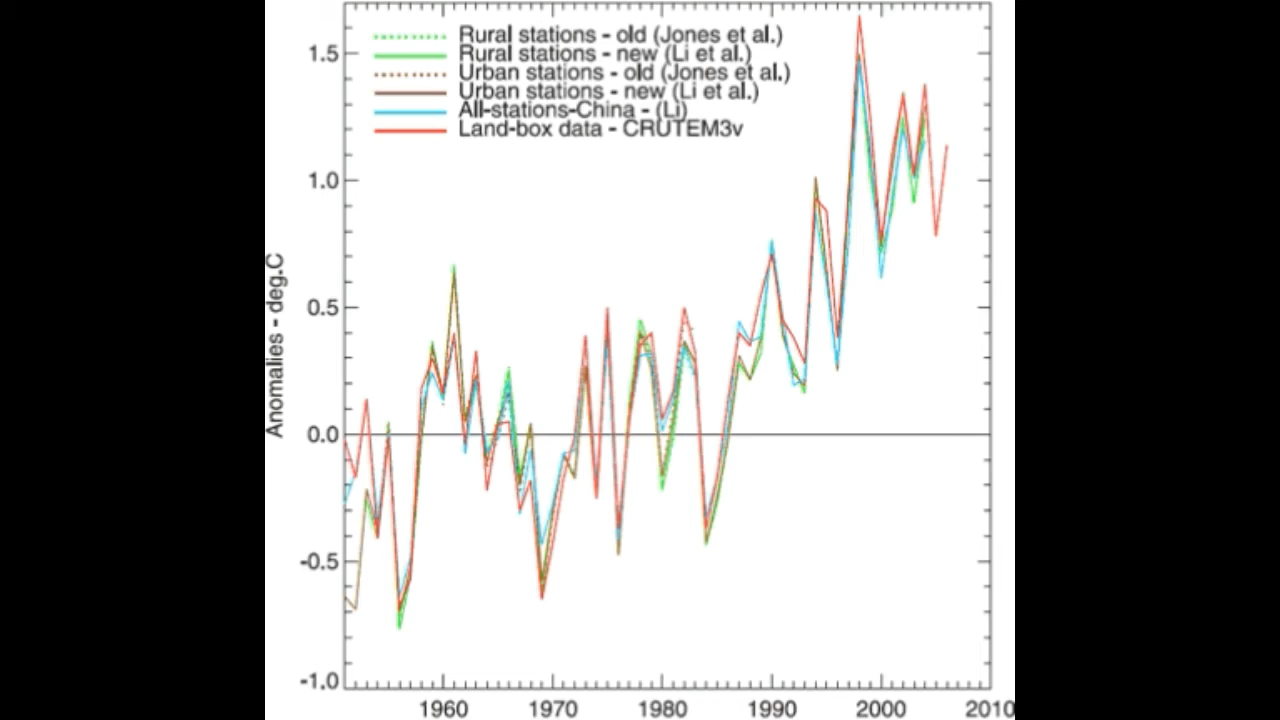 Rural stations - old (Jones et al.)
Rural stations - new (Li et al.)
Urban stations - old (Jones et al.)
Urban stations - new (Li et al.)
All-stations-China - (Li)
Land-box data - CRUTEM3v
Anomalies - deg.C
1.5
1.0
0.5
0.0
-0.5
-1.0
1960 1970 1980 1990 2000 2010